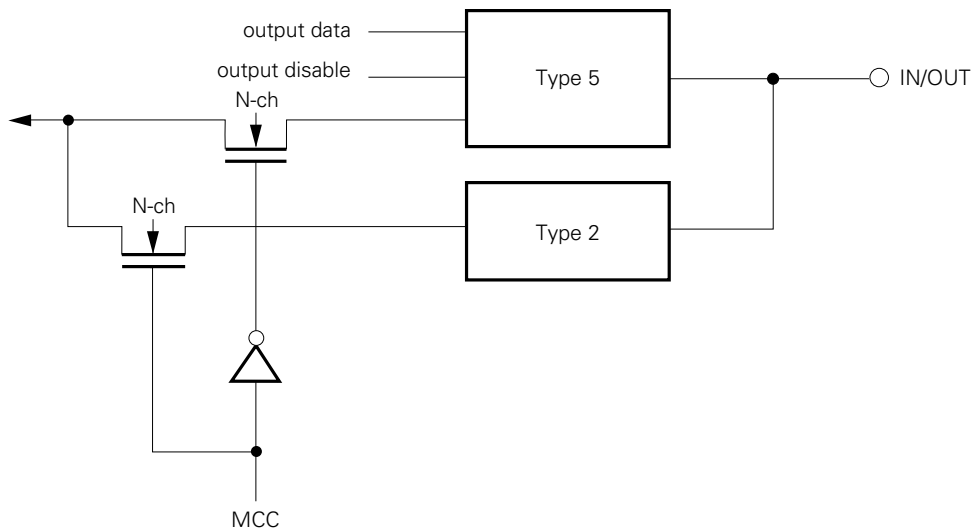 output data
output disable
Type 5
IN/OUT
N-ch
N-ch
Type 2
MCC